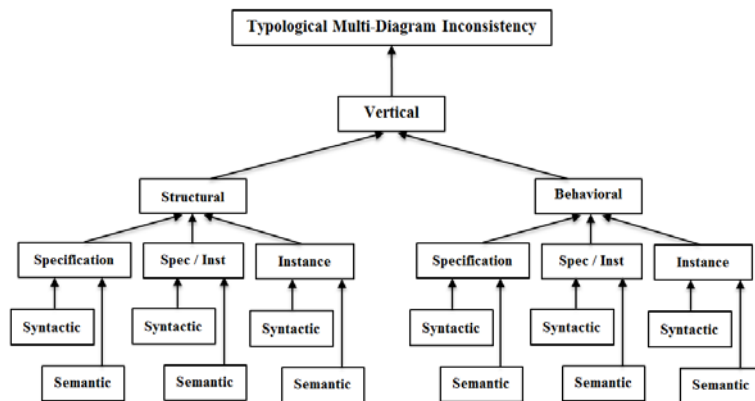 Typological Multi-Diagram Inconsistency
Vertical
Structural
Behavioral
Specification
Spec / Inst
Instance
Specification
Spec / Inst
Instance
Syntactic
Syntactic
Syntactic
Syntactic
Syntactic
Syntactic
Semantic
Semantic
Semantic
Semantic
Semantic
Semantic